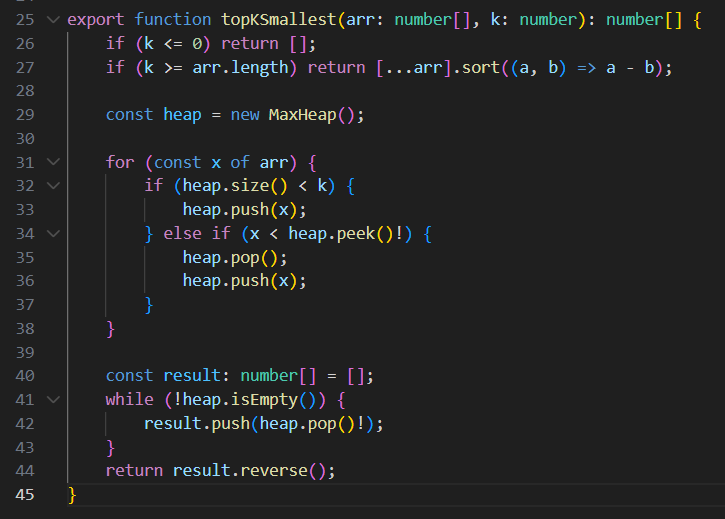 25 export function topKSmallest(arr: number[], k: number): number[] {
26     if (k <= 0) return [];
27     if (k >= arr.length) return [...arr].sort((a, b) => a - b);
28
29     const heap = new MaxHeap();
30
31     for (const x of arr) {
32         if (heap.size() < k) {
33             heap.push(x);
34         } else if (x < heap.peek()!) {
35             heap.pop();
36             heap.push(x);
37         }
38     }
39
40     const result: number[] = [];
41     while (!heap.isEmpty()) {
42         result.push(heap.pop()!);
43     }
44     return result.reverse();
45 }